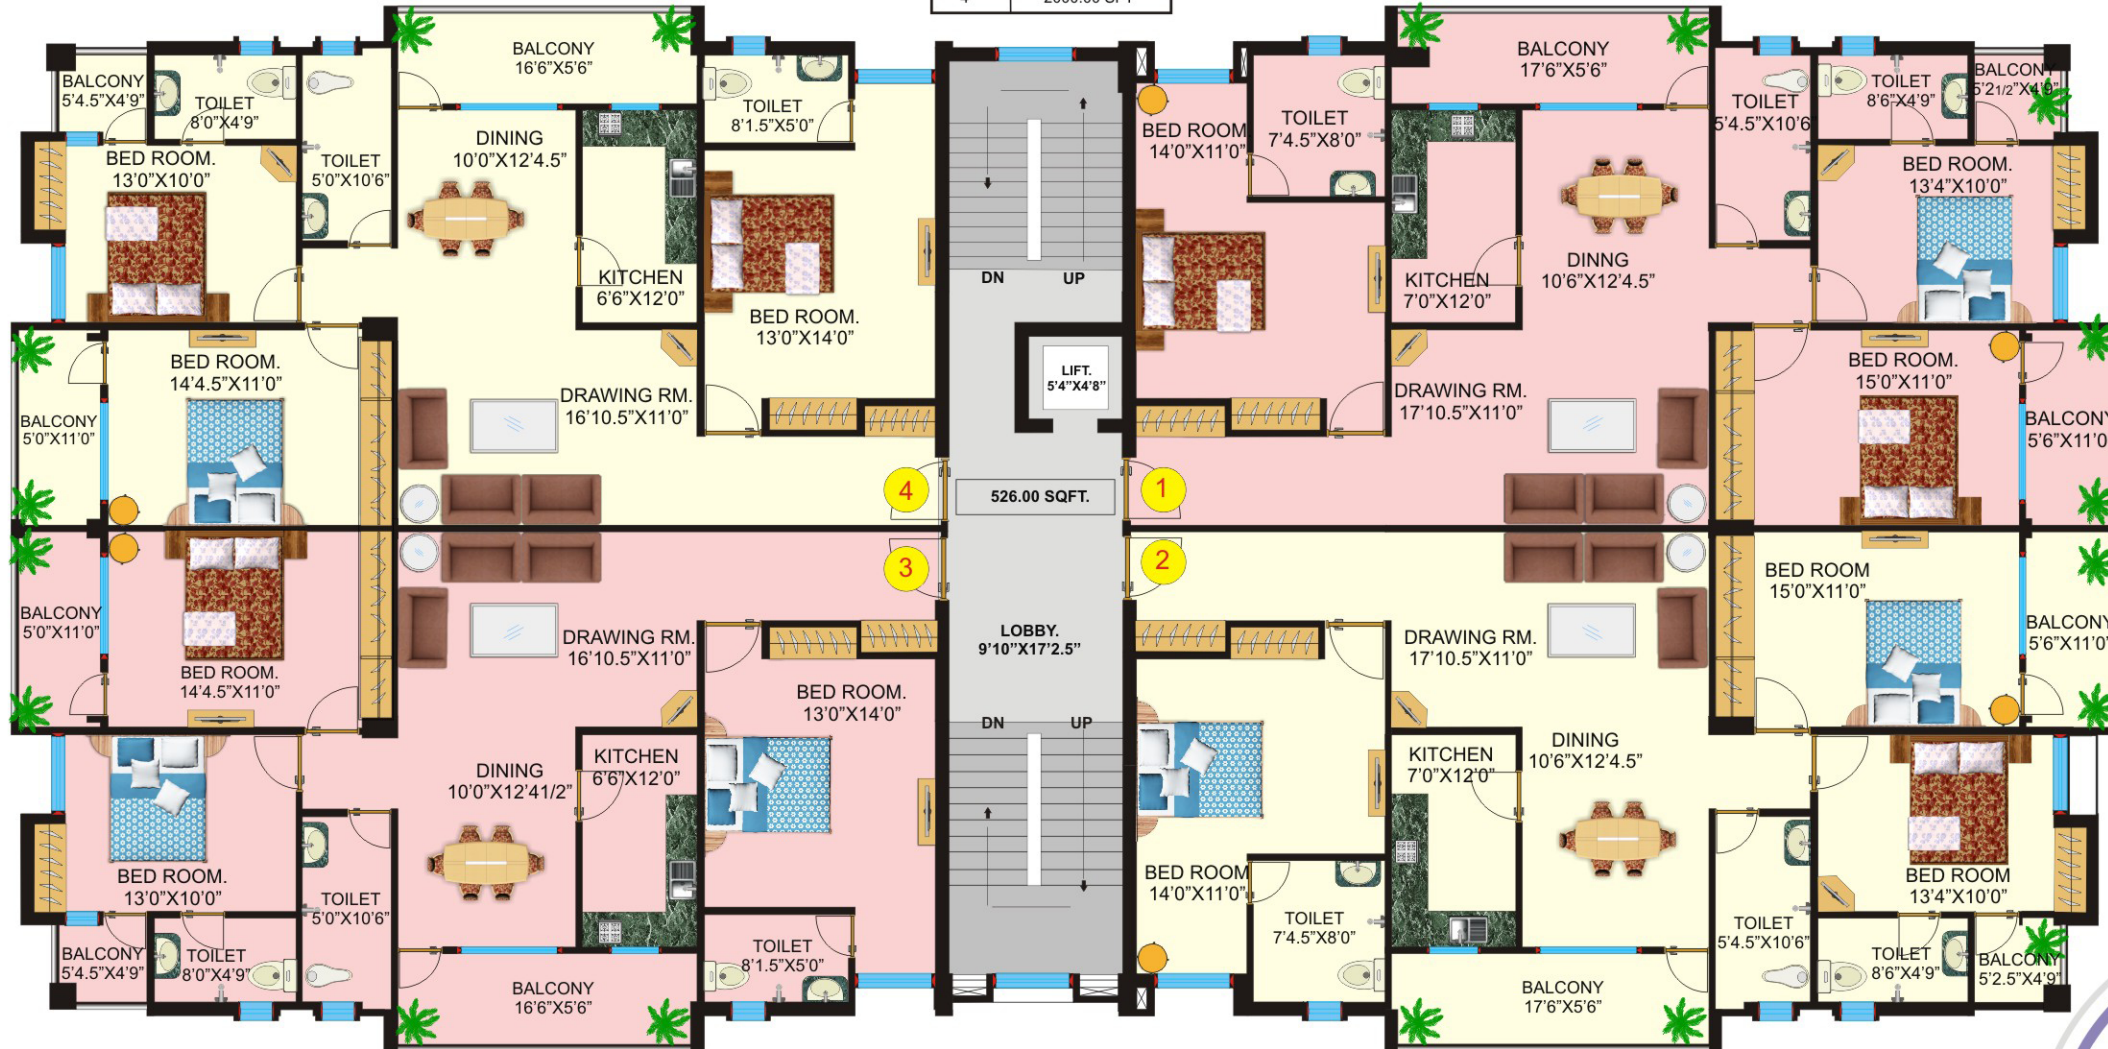 BALCONY
16'6"X5'6"
BALCONY
5'4.5"X4'9"
TOILET
8'0"X4'9"
TOILET
5'0"X10'6"
DINING
10'0"X12'4.5"
TOILET
8'1.5"X5'0"
BED ROOM.
13'0"X10'0"
KITCHEN
6'6"X12'0"
BED ROOM.
13'0"X14'0"
BED ROOM.
14'4.5"X11'0"
BALCONY
5'0"X11'0"
DRAWING RM.
16'10.5"X11'0"
4
DN
UP
LIFT.
5'4"X4'8"
526.00 SQFT.
BALCONY
17'6"X5'6"
BED ROOM.
14'0"X11'0"
TOILET
7'4.5"X8'0"
TOILET
5'4.5"X10'6
TOILET
8'6"X4'9"
BALCONY
5'21/2"X4'9"
BED ROOM.
13'4"X10'0"
DINNG
10'6"X12'4.5"
KITCHEN
7'0"X12'0"
DRAWING RM.
17'10.5"X11'0"
BED ROOM.
15'0"X11'0"
BALCONY
5'6"X11'0
1
3
BALCONY
5'0"X11'0"
BED ROOM.
14'4.5"X11'0"
DRAWING RM.
16'10.5"X11'0"
BED ROOM.
13'0"X14'0"
DINING
10'0"X12'41/2"
KITCHEN
6'6"X12'0"
BED ROOM.
13'0"X10'0"
TOILET
5'0"X10'6"
BALCONY
5'4.5"X4'9"
TOILET
8'0"X4'9"
BALCONY
16'6"X5'6"
TOILET
8'1.5"X5'0"
LOBBY.
9'10"X17'2.5"
DN
UP
2
DRAWING RM.
17'10.5"X11'0"
BED ROOM
15'0"X11'0"
BALCONY
5'6"X11'0"
KITCHEN
7'0"X12'0"
DINING
10'6"X12'4.5"
BED ROOM
14'0"X11'0"
TOILET
7'4.5"X8'0"
BED ROOM
13'4"X10'0"
TOILET
5'4.5"X10'6"
TOILET
8'6"X4'9"
BALCONY
5'2.5"X4'9"
BALCONY
17'6"X5'6"